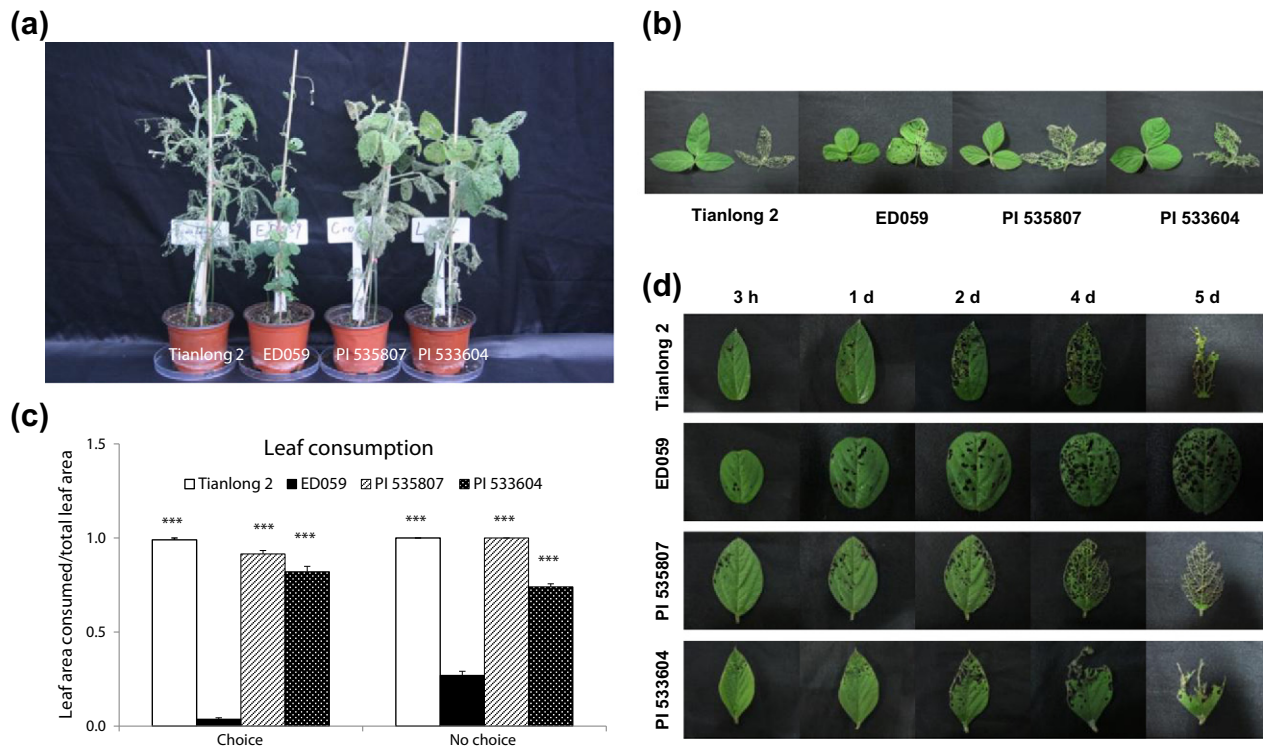 (a)
Tianlong 2 ED059 PI 535807 PI 533604
(b)
Tianlong 2 ED059 PI 535807 PI 533604
(c)
1.5
1.0
0.5
0.0
Leaf area consumed/total leaf area
Leaf consumption
Tianlong 2 ED059 PI 535807 PI 533604
*** *** *** *** *** ***
Choice No choice
(d)
3 h 1 d 2 d 4 d 5 d
Tianlong 2
ED059
PI 535807
PI 533604